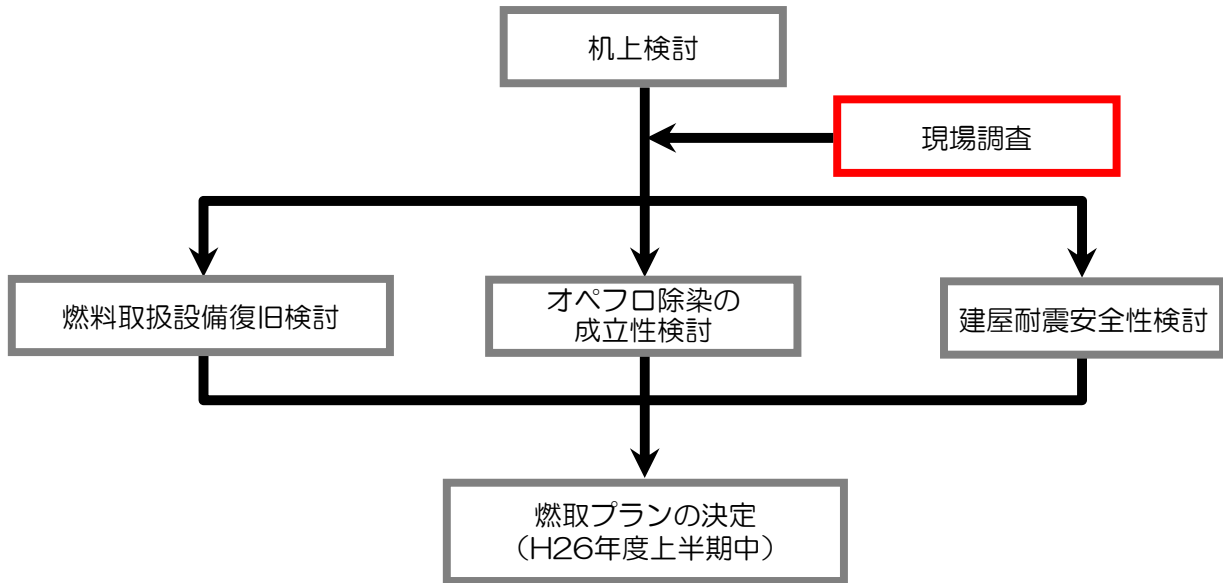 机上検討
現場調査
燃料取扱設備復旧検討
オペフロ除染の
成立性検討
建屋耐震安全性検討
燃取プランの決定
（H26年度上半期中）